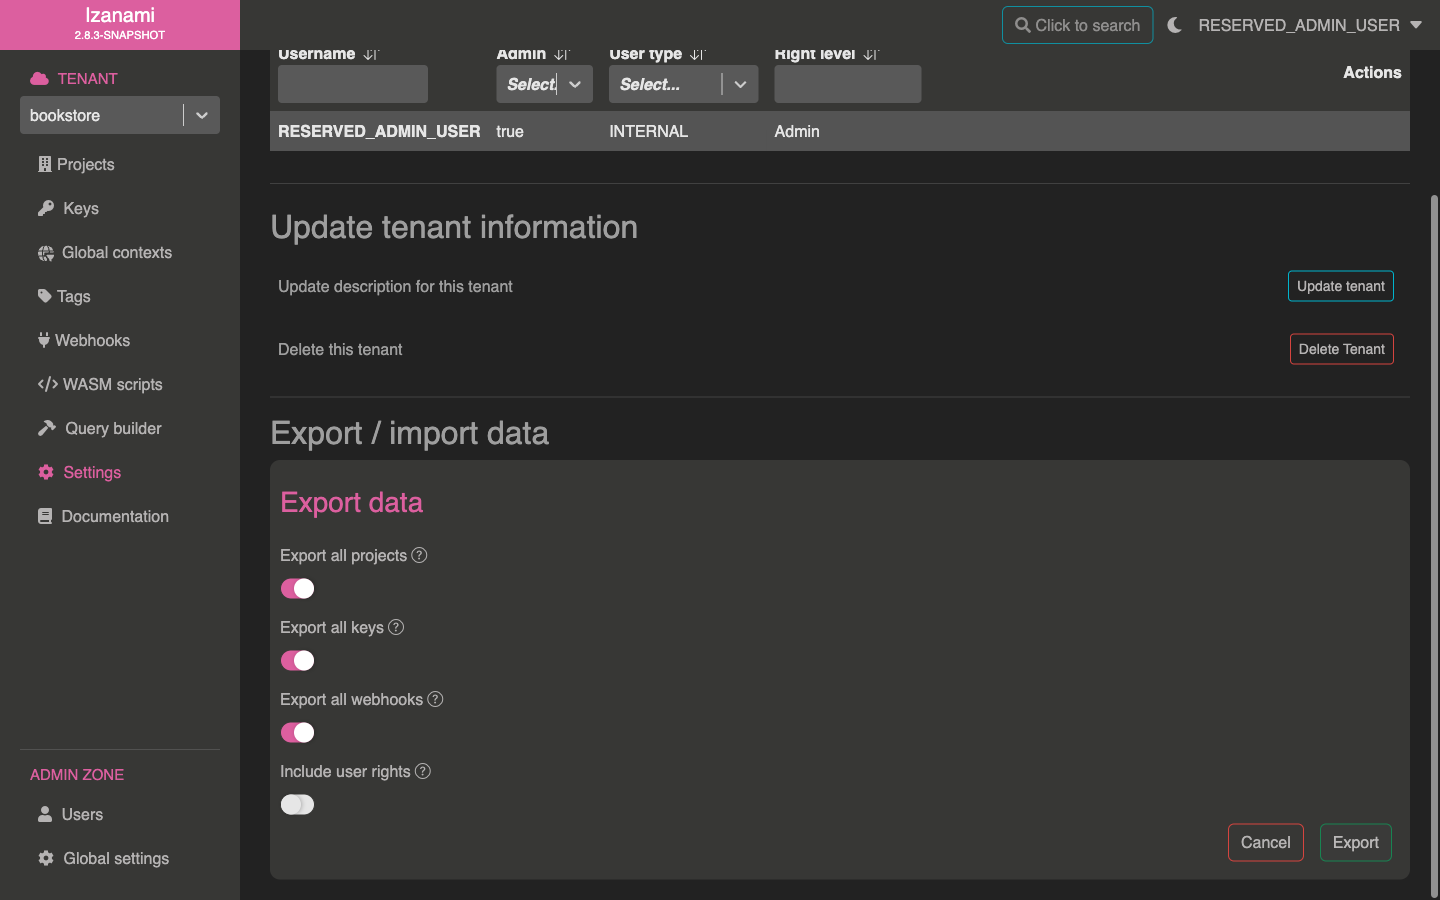 Izanami
2.8.3-SNAPSHOT
Click to search
RESERVED_ADMIN_USER
TENANT
bookstore
Projects
Keys
Global contexts
Tags
Webhooks
WASM scripts
Query builder
Settings
Documentation
ADMIN ZONE
Users
Global settings
Username Admin User type Right level Actions
Select... Select...
RESERVED_ADMIN_USER true INTERNAL Admin
Update tenant information
Update description for this tenant Update tenant
Delete this tenant Delete Tenant
Export / import data
Export data
Export all projects
Export all keys
Export all webhooks
Include user rights
Cancel Export